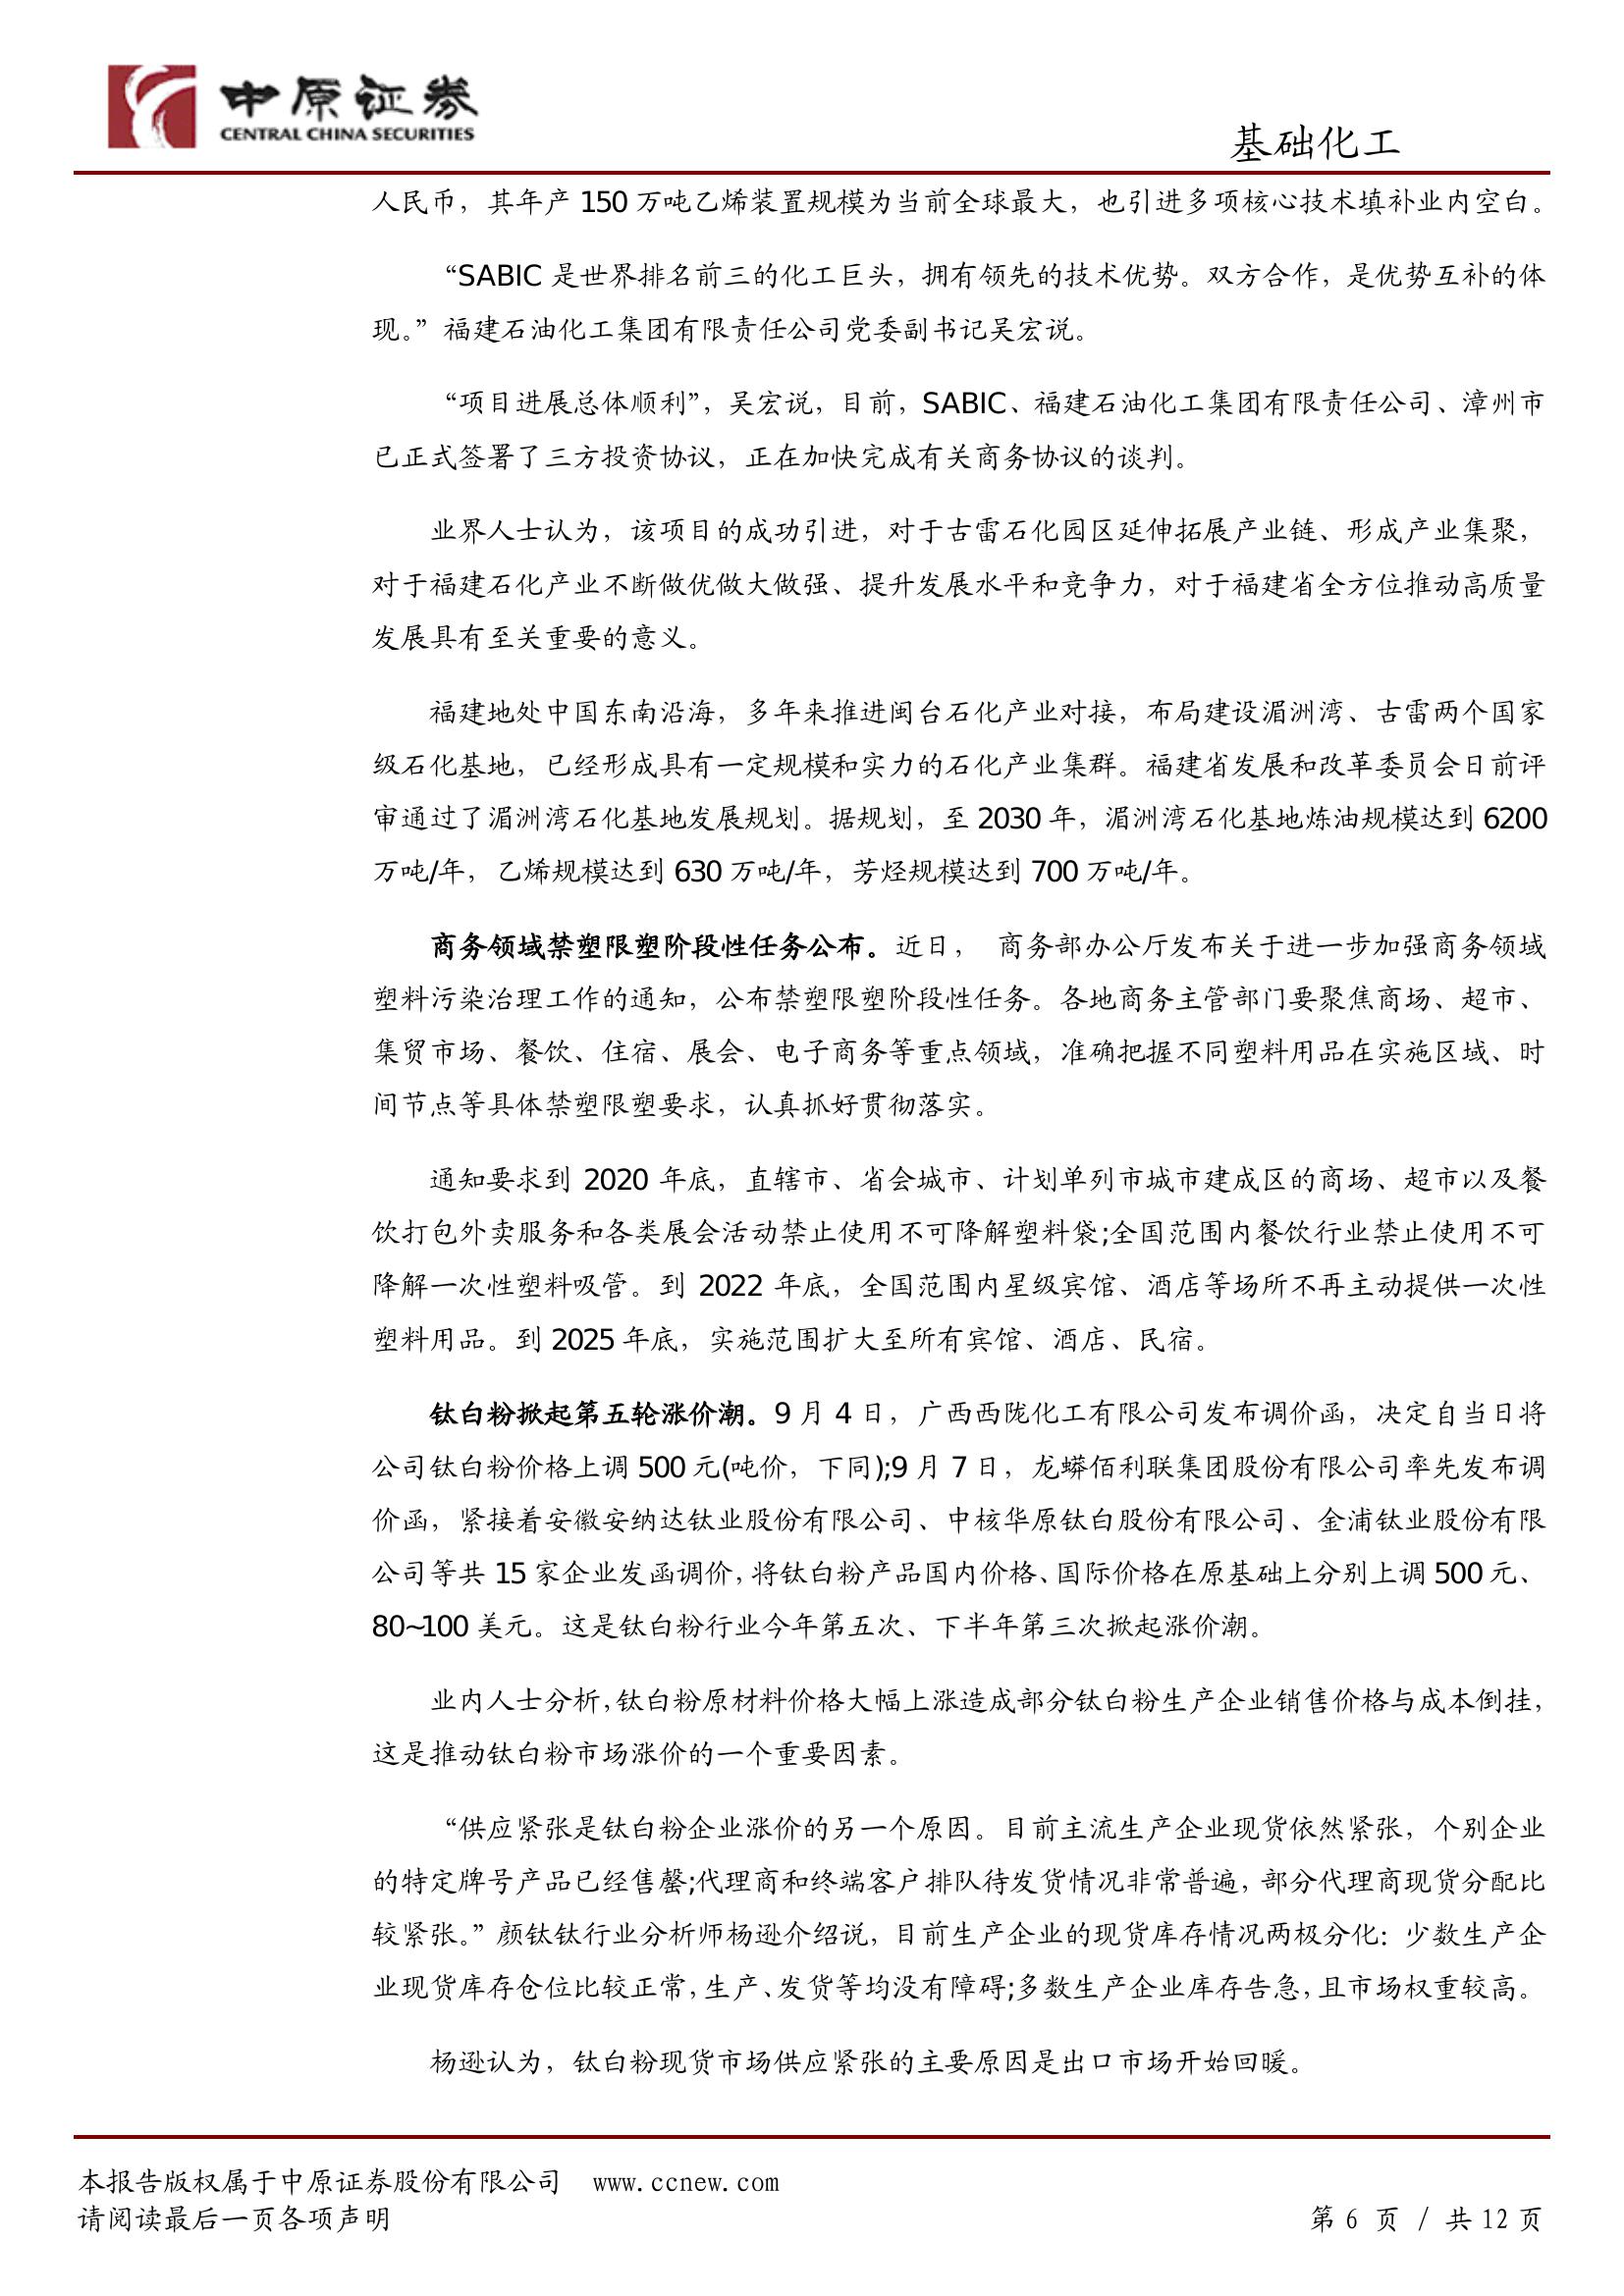 中原证券
CENTRAL CHINA SECURITIES
基础化工
人民币，其年产 150 万吨乙烯装置规模为当前全球最大，也引进多项核心技术填补业内空白。
“SABIC 是世界排名前三的化工巨头，拥有领先的技术优势。双方合作，是优势互补的体
现。”福建石油化工集团有限责任公司党委副书记吴宏说。
“项目进展总体顺利”，吴宏说，目前，SABIC、福建石油化工集团有限责任公司、漳州市
已正式签署了三方投资协议，正在加快完成有关商务协议的谈判。
业界人士认为，该项目的成功引进，对于古雷石化园区延伸拓展产业链、形成产业集聚，
对于福建石化产业不断做优做大做强、提升发展水平和竞争力，对于福建省全方位推动高质量
发展具有至关重要的意义。
福建地处中国东南沿海，多年来推进闽台石化产业对接，布局建设湄洲湾、古雷两个国家
级石化基地，已经形成具有一定规模和实力的石化产业集群。福建省发展和改革委员会日前评
审通过了湄洲湾石化基地发展规划。据规划，至 2030 年，湄洲湾石化基地炼油规模达到 6200
万吨/年，乙烯规模达到 630 万吨/年，芳烃规模达到 700 万吨/年。
商务领域禁塑限塑阶段性任务公布。近日， 商务部办公厅发布关于进一步加强商务领域
塑料污染治理工作的通知，公布禁塑限塑阶段性任务。各地商务主管部门要聚焦商场、超市、
集贸市场、餐饮、住宿、展会、电子商务等重点领域，准确把握不同塑料用品在实施区域、时
间节点等具体禁塑限塑要求，认真抓好贯彻落实。
通知要求到 2020 年底，直辖市、省会城市、计划单列市城市建成区的商场、超市以及餐
饮打包外卖服务和各类展会活动禁止使用不可降解塑料袋;全国范围内餐饮行业禁止使用不可
降解一次性塑料吸管。到 2022 年底，全国范围内星级宾馆、酒店等场所不再主动提供一次性
塑料用品。到 2025 年底，实施范围扩大至所有宾馆、酒店、民宿。
钛白粉掀起第五轮涨价潮。9 月 4 日，广西西陇化工有限公司发布调价函，决定自当日将
公司钛白粉价格上调 500 元(吨价，下同);9 月 7 日，龙蟒佰利联集团股份有限公司率先发布调
价函，紧接着安徽安纳达钛业股份有限公司、中核华原钛白股份有限公司、金浦钛业股份有限
公司等共 15 家企业发函调价，将钛白粉产品国内价格、国际价格在原基础上分别上调 500 元、
80~100 美元。这是钛白粉行业今年第五次、下半年第三次掀起涨价潮。
业内人士分析，钛白粉原材料价格大幅上涨造成部分钛白粉生产企业销售价格与成本倒挂，
这是推动钛白粉市场涨价的一个重要因素。
“供应紧张是钛白粉企业涨价的另一个原因。目前主流生产企业现货依然紧张，个别企业
的特定牌号产品已经售罄;代理商和终端客户排队待发货情况非常普遍，部分代理商现货分配比
较紧张。”颜钛钛行业分析师杨逊介绍说，目前生产企业的现货库存情况两极分化：少数生产企
业现货库存仓位比较正常，生产、发货等均没有障碍;多数生产企业库存告急，且市场权重较高。
杨逊认为，钛白粉现货市场供应紧张的主要原因是出口市场开始回暖。
本报告版权属于中原证券股份有限公司 www.ccnew.com
请阅读最后一页各项声明
第 6 页 / 共 12 页